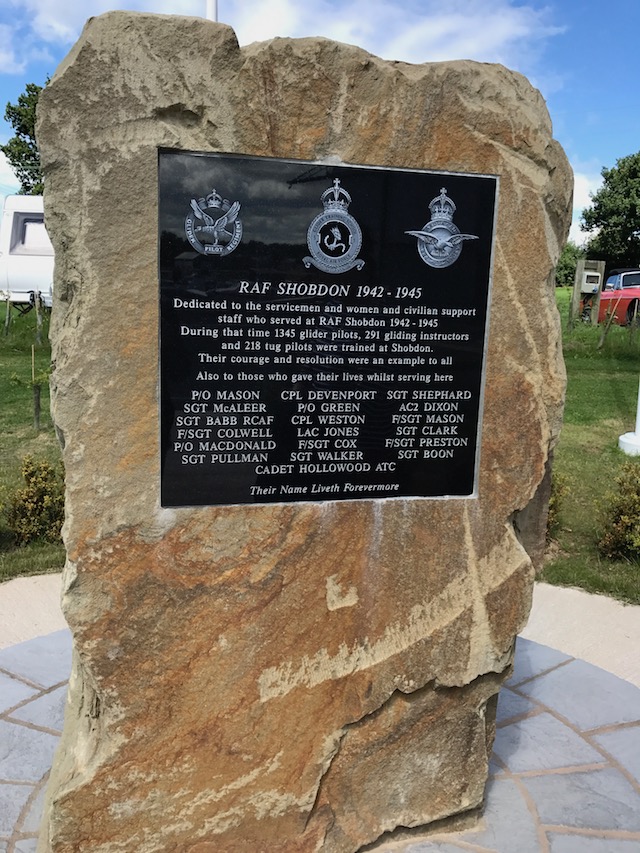 GLIDER PILOT REGIMENT
RAF SHOBDON 1942 - 1945
Dedicated to the servicemen and women and civilian support
staff who served at RAF Shobdon 1942 - 1945
During that time 1345 glider pilots, 291 gliding instructors
and 218 tug pilots were trained at Shobdon.
Their courage and resolution were an example to all
Also to those who gave their lives whilst serving here
P/O MASON CPL DEVENPORT SGT SHEPHARD
SGT McALEER P/O GREEN AC2 DIXON
SGT BABB RCAF CPL WESTON F/SGT MASON
F/SGT COLWELL LAC JONES SGT CLARK
P/O MACDONALD F/SGT COX F/SGT PRESTON
SGT PULLMAN SGT WALKER SGT BOON
CADET HOLLOWOOD ATC
Their Name Liveth Forevermore